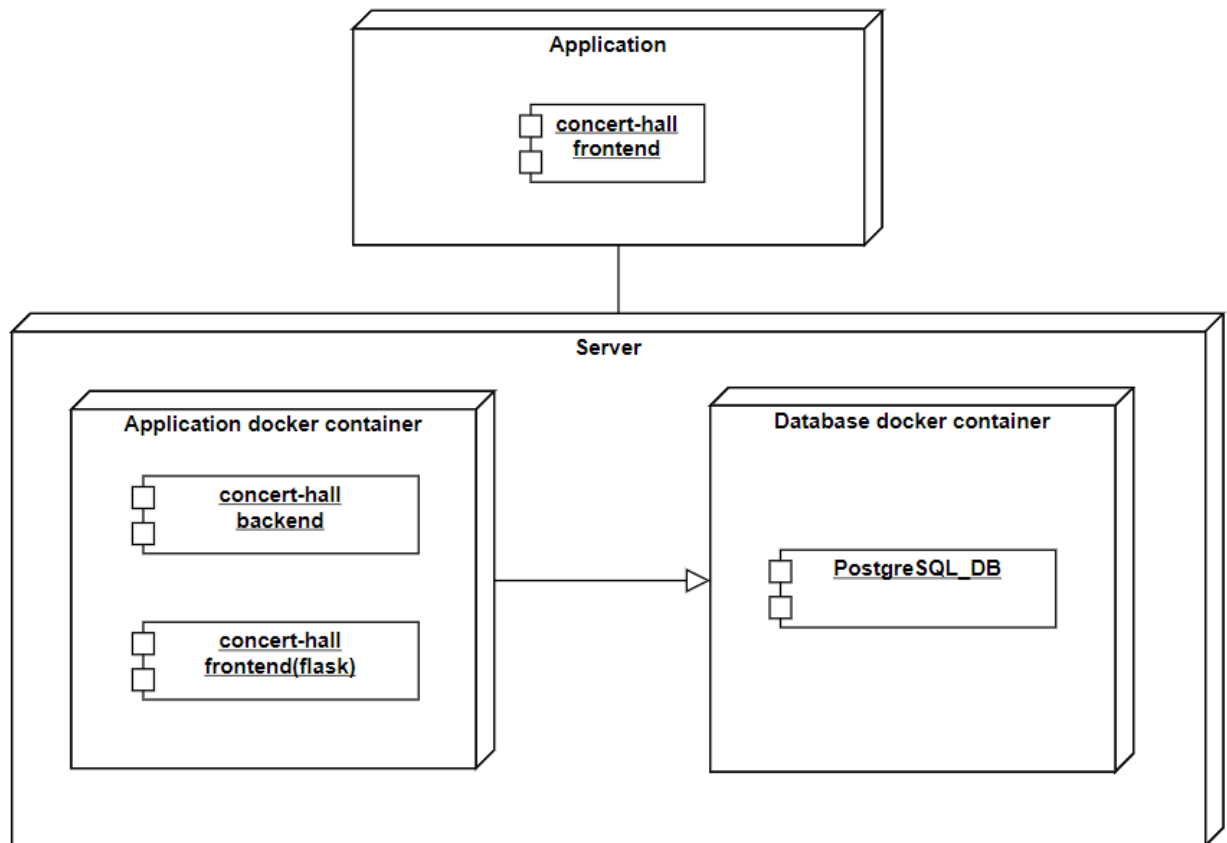 Application
concert-hall
frontend
Server
Application docker container
concert-hall
backend
concert-hall
frontend(flask)
Database docker container
PostgreSQL_DB